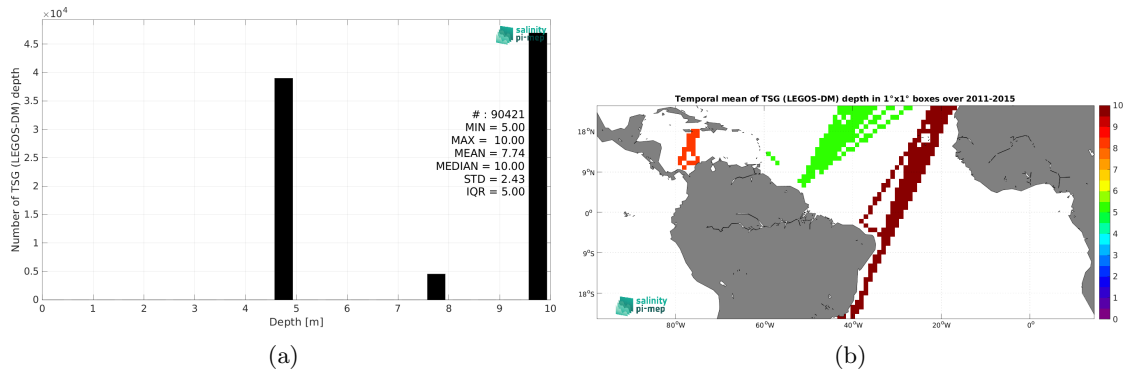 ×10⁴
4.5
4
3.5
3
2.5
2
1.5
1
0.5
0
Number of TSG (LEGOS-DM) depth
salinity
pi-mep
# : 90421
MIN = 5.00
MAX = 10.00
MEAN = 7.74
MEDIAN = 10.00
STD = 2.43
IQR = 5.00
0 1 2 3 4 5 6 7 8 9 10
Depth [m]
(a)
Temporal mean of TSG (LEGOS-DM) depth in 1°x1° boxes over 2011-2015
18°N
9°N
0°
9°S
18°S
salinity
pi-mep
80°W 60°W 40°W 20°W 0°
10
9
8
7
6
5
4
3
2
1
0
(b)